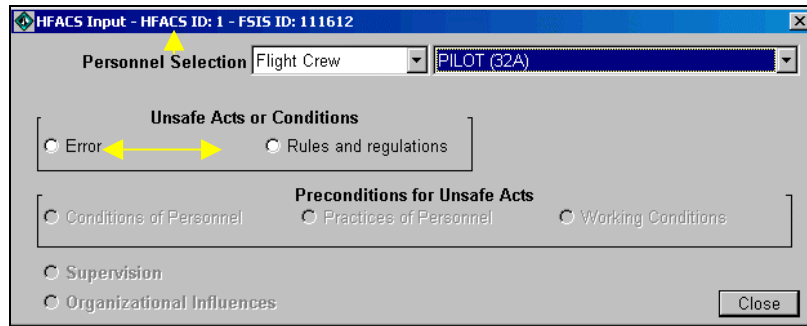 HFACS Input - HFACS ID: 1 - FSIS ID: 111612
Personnel Selection Flight Crew PILOT (32A)
Unsafe Acts or Conditions
Error Rules and regulations
Preconditions for Unsafe Acts
Conditions of Personnel Practices of Personnel Working Conditions
Supervision
Organizational Influences Close